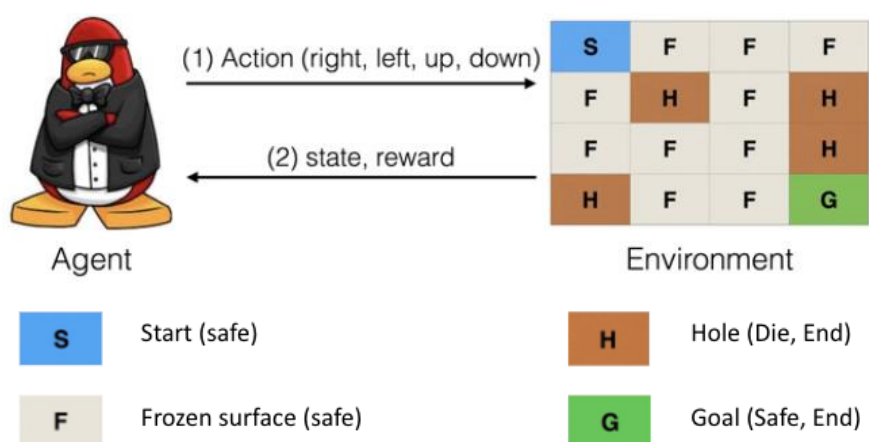 (1) Action (right, left, up, down)
(2) state, reward
S F F F
F H F H
F F F H
H F F G
Agent
Environment
S Start (safe)
H Hole (Die, End)
F Frozen surface (safe)
G Goal (Safe, End)